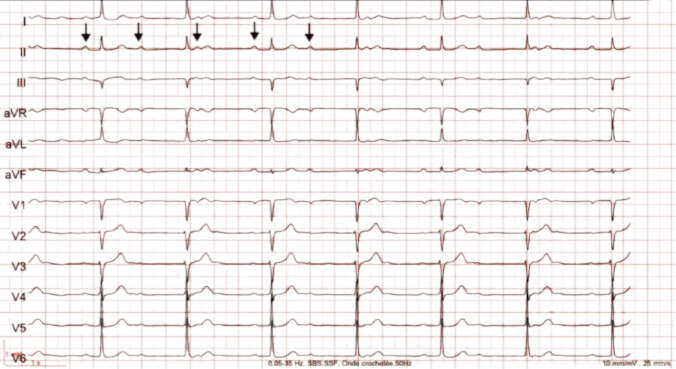 I
II
III
aVR
aVL
aVF
V1
V2
V3
V4
V5
V6
0.05-35 Hz, SBS SSF, Onde crochetée 50Hz 10 mm/mV 25 mm/s